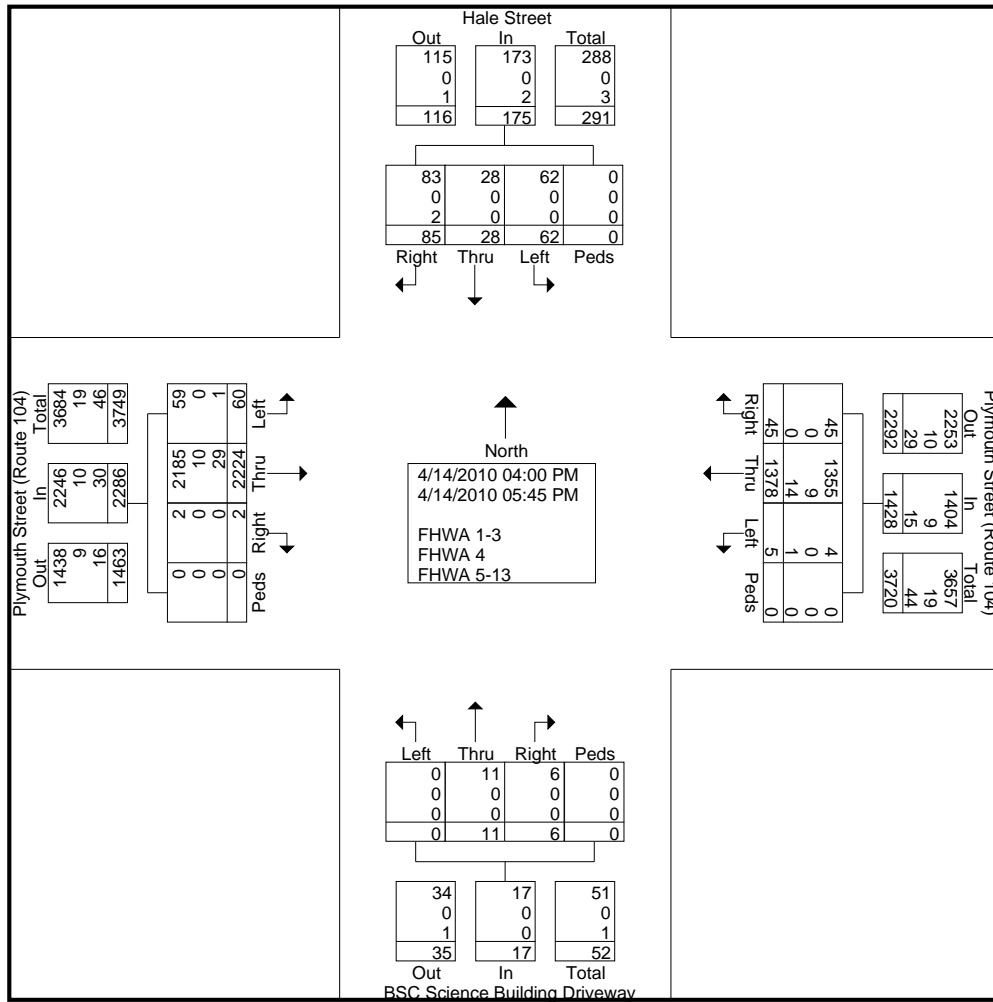 Hale Street
Out In Total
115 173 288
0 0 0
1 2 3
116 175 291
83 28 62 0
0 0 0 0
2 0 0 0
85 28 62 0
Right Thru Left Peds
Plymouth Street (Route 104)
Total In Out
3684 2246 1438
19 10 9
46 30 16
3749 2286 1463
59 2185 2 0
0 10 0 0
1 29 0 0
60 2224 2 0
Left Thru Right Peds
North
4/14/2010 04:00 PM
4/14/2010 05:45 PM
FHWA 1-3
FHWA 4
FHWA 5-13
Plymouth Street (Route 104)
Out In Total
2253 1404 3657
10 9 19
29 15 44
2292 1428 3720
45 1355 4 0
0 9 0 0
0 14 1 0
45 1378 5 0
Right Thru Left Peds
Left Thru Right Peds
0 11 6 0
0 0 0 0
0 0 0 0
0 11 6 0
34 17 51
0 0 0
1 0 1
35 17 52
Out In Total
BSC Science Building Driveway